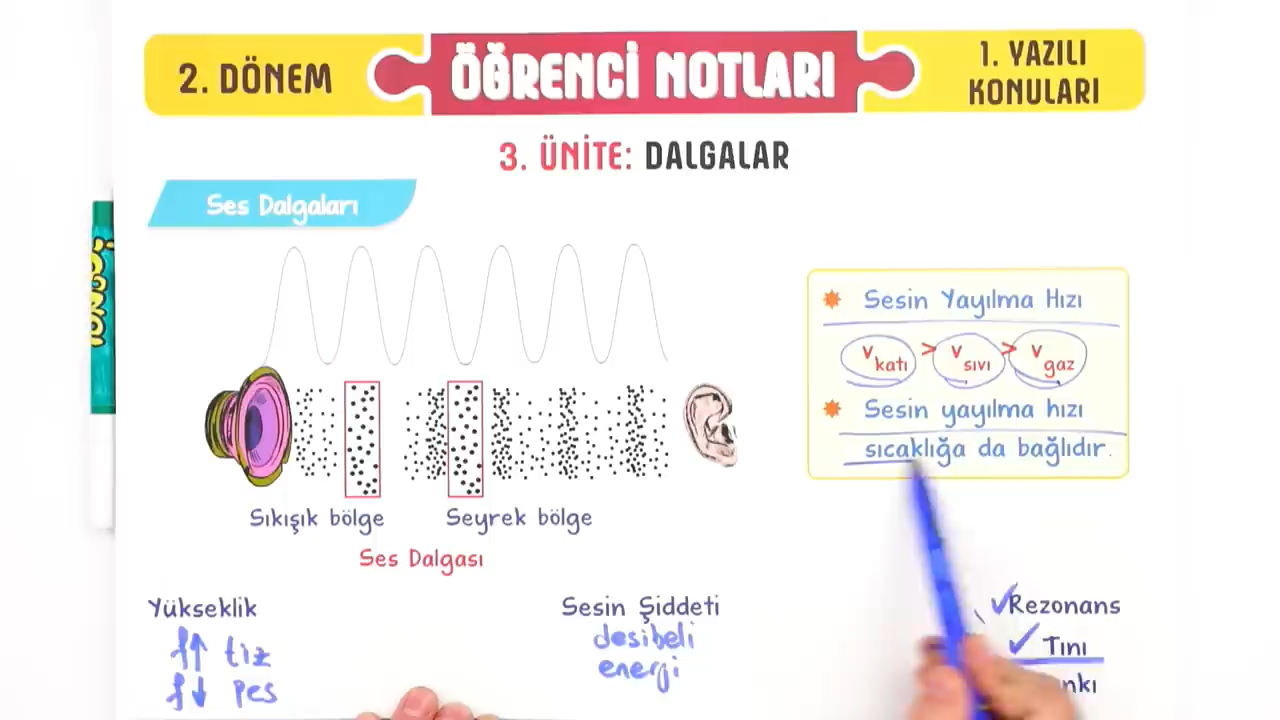 2. DÖNEM
ÖĞRENCİ NOTLARI
1. YAZILI
KONULARI
3. ÜNİTE: DALGALAR
Ses Dalgaları
Sesin Yayılma Hızı
v katı > v sıvı > v gaz
Sesin yayılma hızı
sıcaklığa da bağlıdır.
Sıkışık bölge
Seyrek bölge
Ses Dalgası
Yükseklik
f↑ tiz
f↓ pes
Sesin Şiddeti
desibeli
energi
Rezonans
Tını